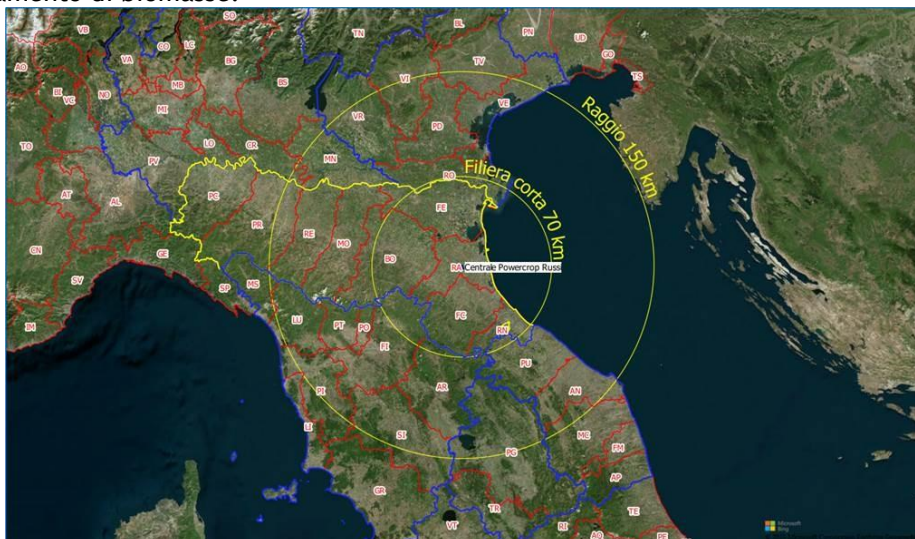 amento di biomasse.
VB
SO
TN
BL
PN
UD
AO
VA
CO
LC
BG
BS
TV
GO
TS
BI
VC
NO
MB
MI
VI
VR
PD
VE
Raggio 150 km
TO
PV
LO
CR
MN
RO
Filiera corta 70 km
AT
AL
PC
PR
RE
MO
FE
BO
RA
Centrale Powercrop Russi
CN
GE
SV
SP
MS
IM
LU
PT
PO
FC
RN
FI
PU
PI
AR
AN
LI
SI
MC
PG
FM
AP
GR
TR
TE
VT
RI
AQ
PE
Microsoft
Bing